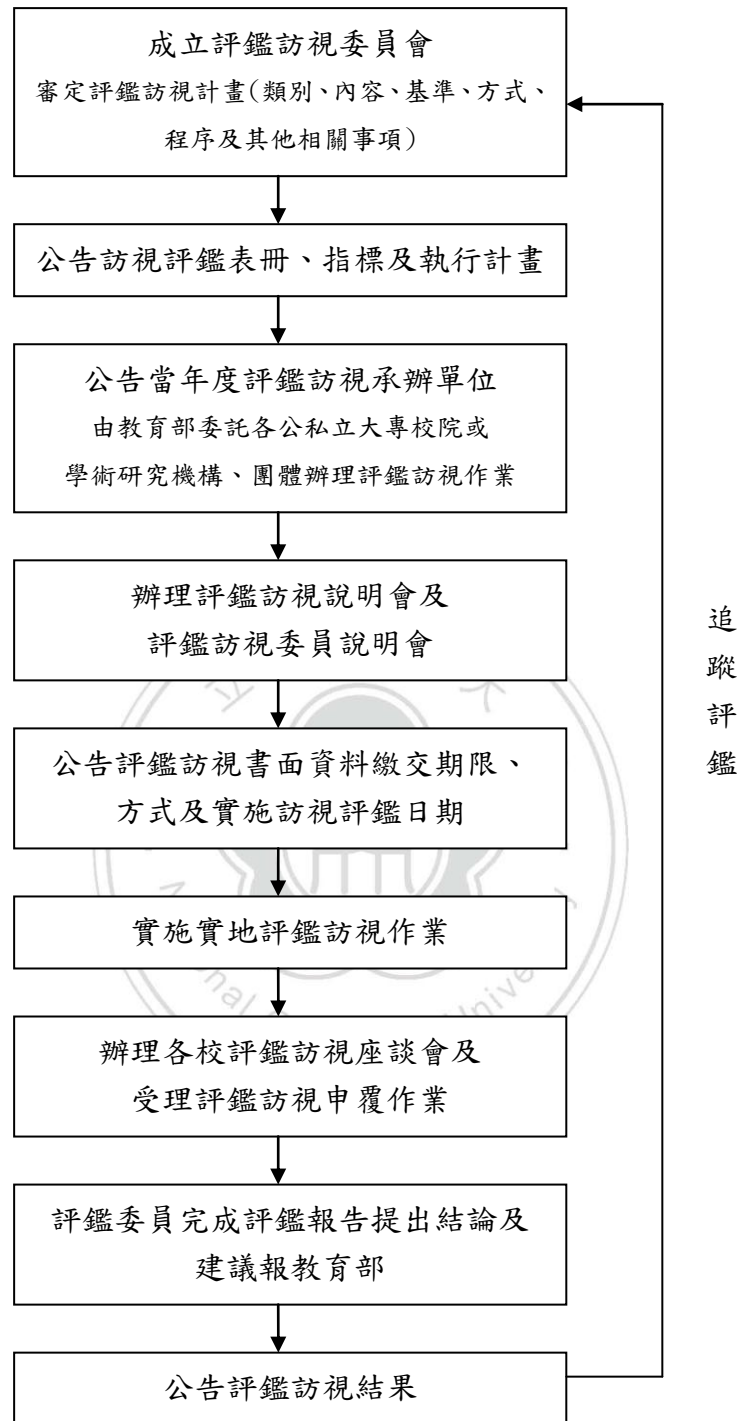 成立評鑑訪視委員會
審定評鑑訪視計畫(類別、內容、基準、方式、
程序及其他相關事項)
公告訪視評鑑表冊、指標及執行計畫
公告當年度評鑑訪視承辦單位
由教育部委託各公私立大專校院或
學術研究機構、團體辦理評鑑訪視作業
辦理評鑑訪視說明會及
評鑑訪視委員說明會
公告評鑑訪視書面資料繳交期限、
方式及實施訪視評鑑日期
實施實地評鑑訪視作業
辦理各校評鑑訪視座談會及
受理評鑑訪視申覆作業
評鑑委員完成評鑑報告提出結論及
建議報教育部
公告評鑑訪視結果
追
蹤
評
鑑